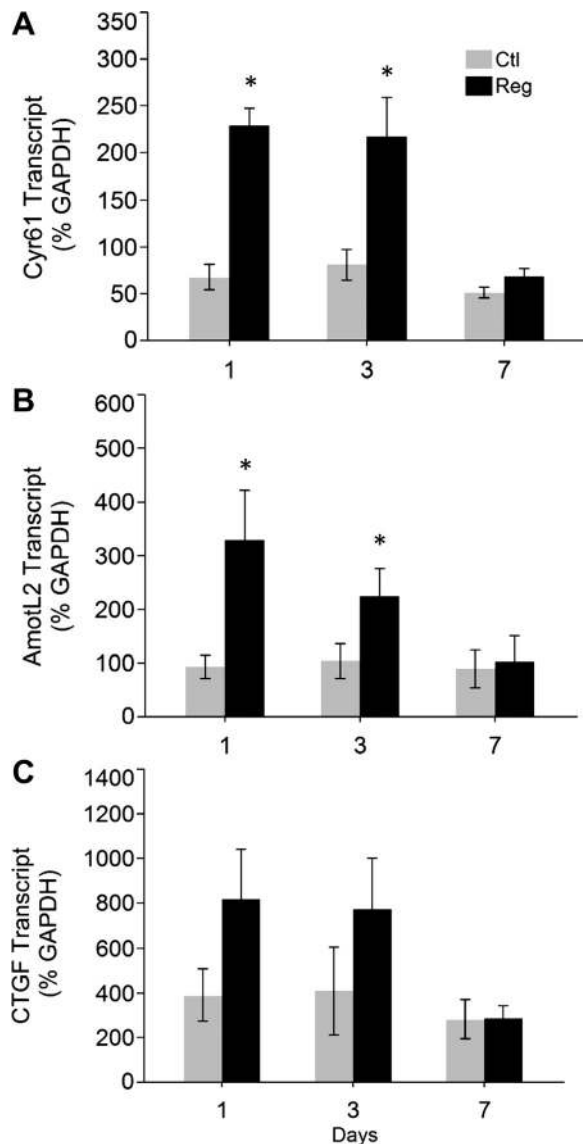 A
Cyr61 Transcript
(% GAPDH)
350
300
250
200
150
100
50
0
Ctl
Reg
*
*
1 3 7
B
AmotL2 Transcript
(% GAPDH)
600
500
400
300
200
100
0
*
*
1 3 7
C
CTGF Transcript
(% GAPDH)
1400
1200
1000
800
600
400
200
0
1 3 7
Days